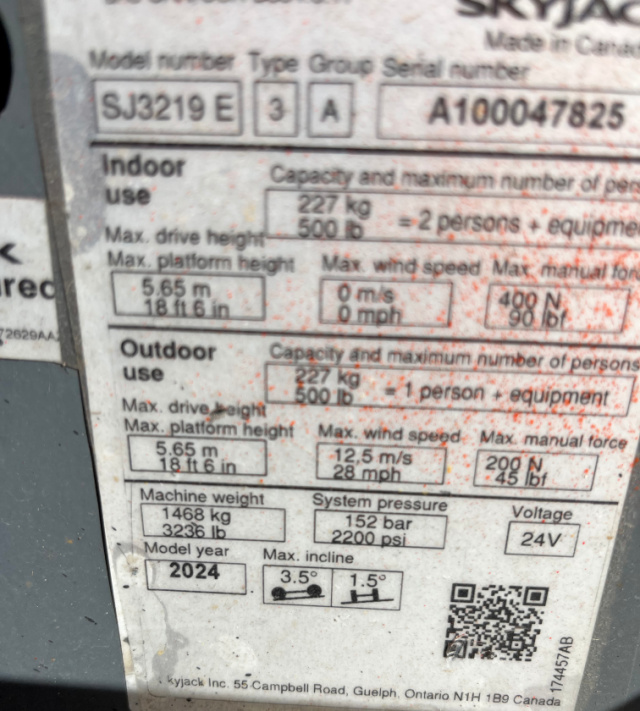 SKYJAC
Made in Canad
Model number Type Group Serial number
SJ3219 E 3 A A100047825
Indoor use
Capacity and maximum number of per
227 kg
500 lb = 2 persons + equipme
Max. drive height
Max. platform height Max. wind speed Max. manual for
5.65 m 0 m/s 400 N
18 ft 6 in 0 mph 90 lbf
Outdoor use
Capacity and maximum number of persons
227 kg
500 lb = 1 person + equipment
Max. drive height
Max. platform height Max. wind speed Max. manual force
5.65 m 12,5 m/s 200 N
18 ft 6 in 28 mph 45 lbf
Machine weight System pressure Voltage
1468 kg 152 bar 24V
3236 lb 2200 psi
Model year Max. incline
2024 3.5° 1.5°
kyjack Inc. 55 Campbell Road, Guelph, Ontario N1H 1B9 Canada
174457AB
K
red
72629AA